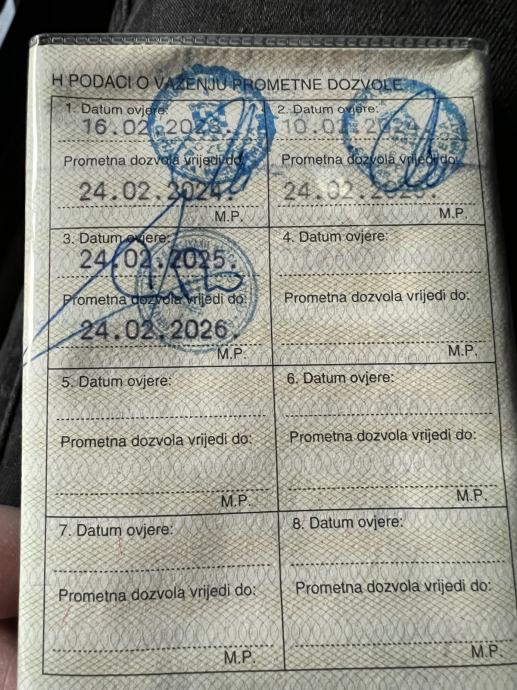 H PODACI O VAŽENJU PROMETNE DOZVOLE
1. Datum ovjere:
16.02.2023.
Prometna dozvola vrijedi do:
24.02.2024.
M.P.
2. Datum ovjere:
10.02.2024.
Prometna dozvola vrijedi do:
24.02.
M.P.
3. Datum ovjere:
24.02.2025.
Prometna dozvola vrijedi do:
24.02.2026.
M.P.
4. Datum ovjere:
Prometna dozvola vrijedi do:
M.P.
5. Datum ovjere:
Prometna dozvola vrijedi do:
M.P.
6. Datum ovjere:
Prometna dozvola vrijedi do:
M.P.
7. Datum ovjere:
Prometna dozvola vrijedi do:
M.P.
8. Datum ovjere:
Prometna dozvola vrijedi do:
M.P.